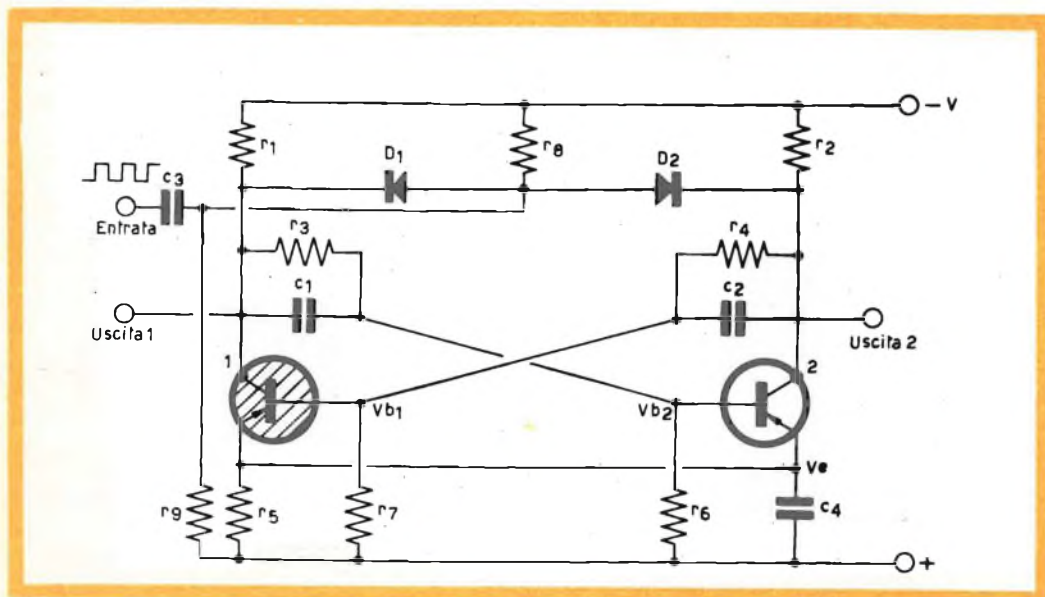 – V
r1
r8
r2
D1
D2
c3
Entrata
r3
r4
c1
c2
Uscita 1
Uscita 2
1
2
Vb1
Vb2
Ve
r9
r5
r7
r6
c4
+